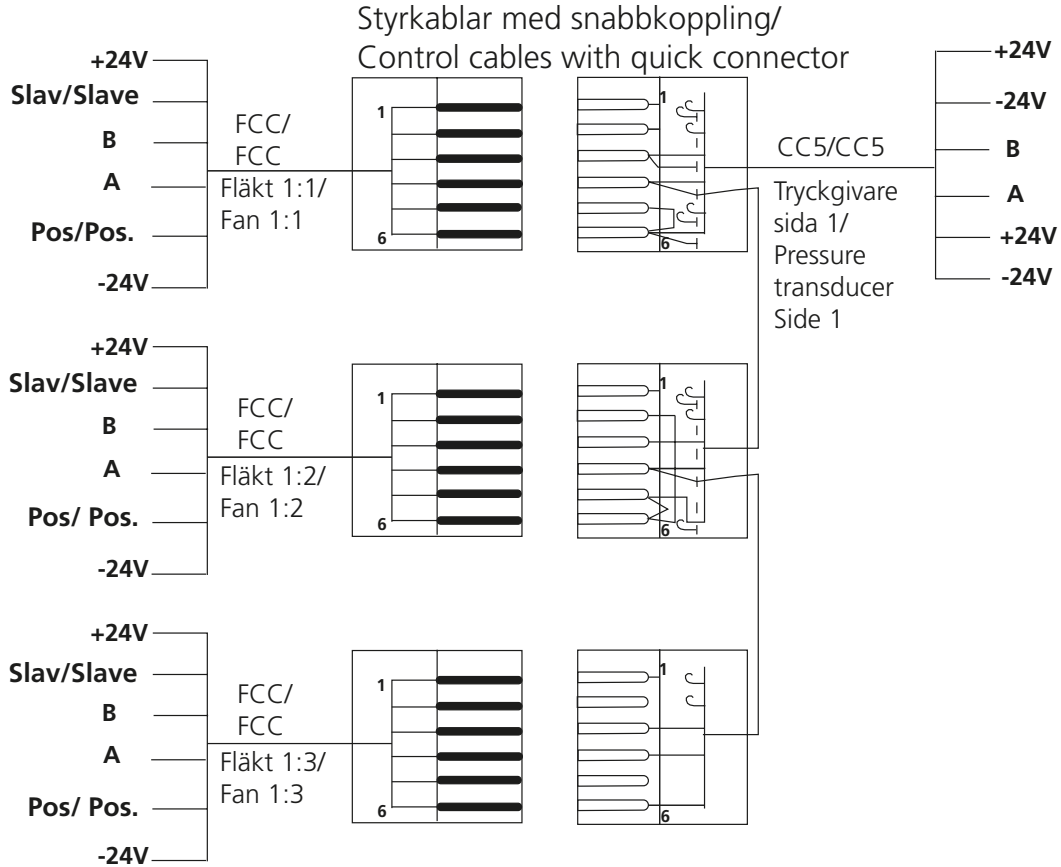 Styrkablar med snabbkoppling/
Control cables with quick connector
+24V
Slav/Slave
B
A
Pos/Pos.
-24V
FCC/
FCC
Fläkt 1:1/
Fan 1:1
1
6
1
6
CC5/CC5
Tryckgivare
sida 1/
Pressure
transducer
Side 1
+24V
-24V
B
A
+24V
-24V
+24V
Slav/Slave
B
A
Pos/ Pos.
-24V
FCC/
FCC
Fläkt 1:2/
Fan 1:2
1
6
1
6
+24V
Slav/Slave
B
A
Pos/ Pos.
-24V
FCC/
FCC
Fläkt 1:3/
Fan 1:3
1
6
1
6